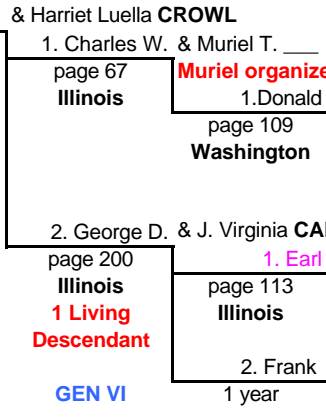 & Harriet Luella CROWL
1. Charles W. & Muriel T. ___
page 67 Muriel
Illinois 1.Donald
page 109
Washington
2. George D. & J. Virginia
page 200 1. Earl
Illinois page 113
1 Living Illinois
Descendant
2. Frank
GEN VI 1 year